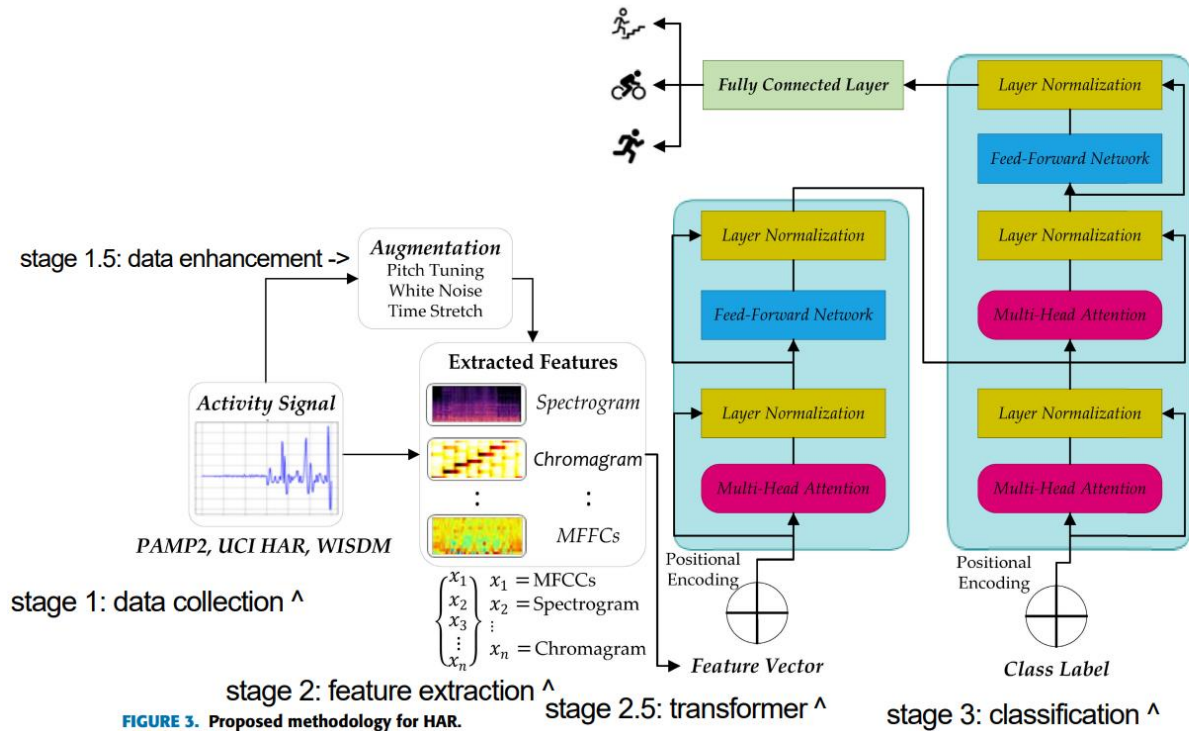 Fully Connected Layer
Layer Normalization
Feed-Forward Network
Layer Normalization
Multi-Head Attention
Layer Normalization
Multi-Head Attention
Positional
Encoding
Class Label
stage 3: classification ^
Layer Normalization
Feed-Forward Network
Layer Normalization
Multi-Head Attention
Positional
Encoding
Feature Vector
stage 2.5: transformer ^
stage 1.5: data enhancement ->
Augmentation
Pitch Tuning
White Noise
Time Stretch
Extracted Features
Spectrogram
Chromagram
:
:
MFFCs
Activity Signal
PAMP2, UCI HAR, WISDM
stage 1: data collection ^
x₁ x₁ = MFCCs
x₂ x₂ = Spectrogram
x₃ ⋮
⋮
xₙ xₙ = Chromagram
stage 2: feature extraction ^
FIGURE 3. Proposed methodology for HAR.